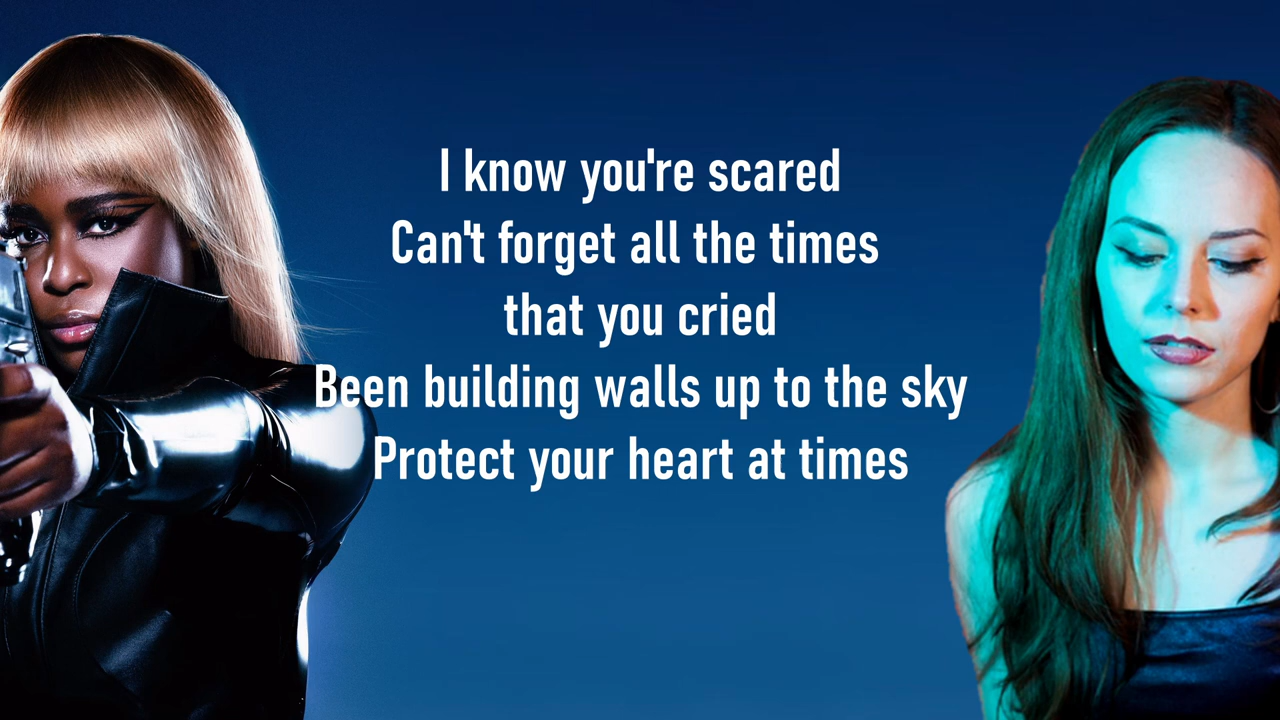 I know you're scared
Can't forget all the times
that you cried
Been building walls up to the sky
Protect your heart at times